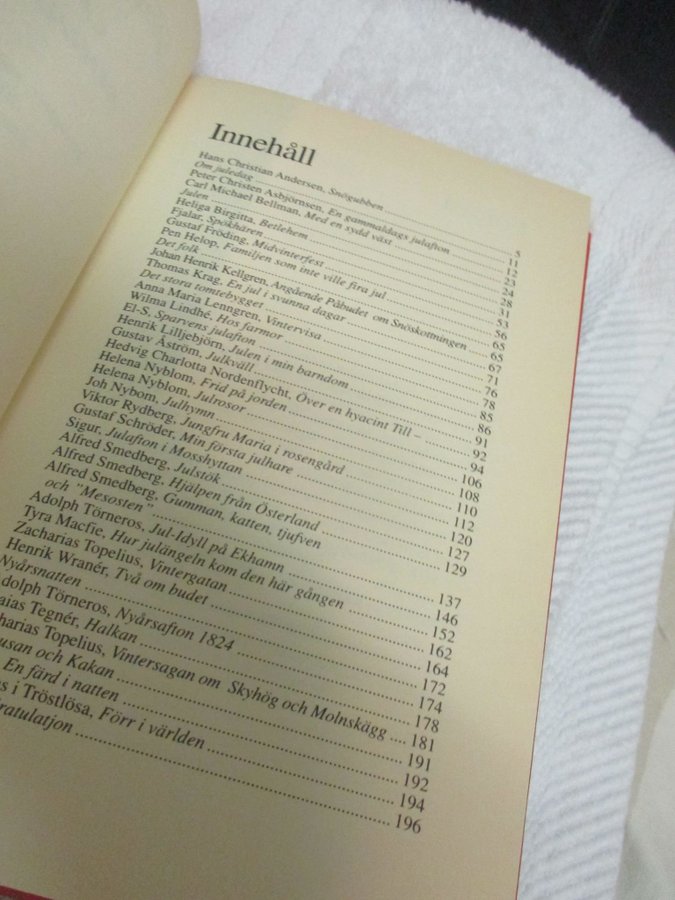 Innehåll
Hans Christian Andersen, Snögubben 5
Om juledag 11
Peter Christen Asbjörnsen, En gammaldags julafton 12
Carl Michael Bellman, Med en sydd väst 23
Julen 24
Heliga Birgitta, Betlehem 28
Fjalar, Spökhären 31
Gustaf Fröding, Midvinterfest 53
Pen Helop, Familjen som inte ville fira jul 56
Det folk 65
Johan Henrik Kellgren, Angående Påbudet om Snöskottningen 65
Thomas Krag, En jul i svunna dagar 67
Det stora tomtebygget 71
Anna Maria Lenngren, Vintervisa 76
Wilma Lindhé, Hos farmor 78
El-S, Sparvens julafton 85
Henrik Lilljebjörn, Julen i min barndom 86
Gustav Åström, Julkväll 91
Hedvig Charlotta Nordenflycht, Över en hyacint Till – 92
Helena Nyblom, Frid på jorden 94
Helena Nyblom, Julrosor 106
Joh Nybom, Julhymn 108
Viktor Rydberg, Jungfru Maria i rosengård 110
Gustaf Schröder, Min första julhare 112
Sigur, Julafton i Mosshyttan 120
Alfred Smedberg, Julstök 127
Alfred Smedberg, Hjälpen från Österland 129
Alfred Smedberg, Gumman, katten, tjufven
och "Mesosten" 137
Adolph Törneros, Jul-Idyll på Ekhamn 146
Tyra Macfie, Hur julängeln kom den här gången 152
Zacharias Topelius, Vintergatan 162
Henrik Wranér, Två om budet 164
Nyårsnatten 172
dolph Törneros, Nyårsafton 1824 174
aias Tegnér, Halkan 178
harias Topelius, Vintersagan om Skyhög och Molnskägg 181
usan och Kakan 191
En färd i natten 192
s i Tröstlösa, Förr i världen 194
ratulatjon 196